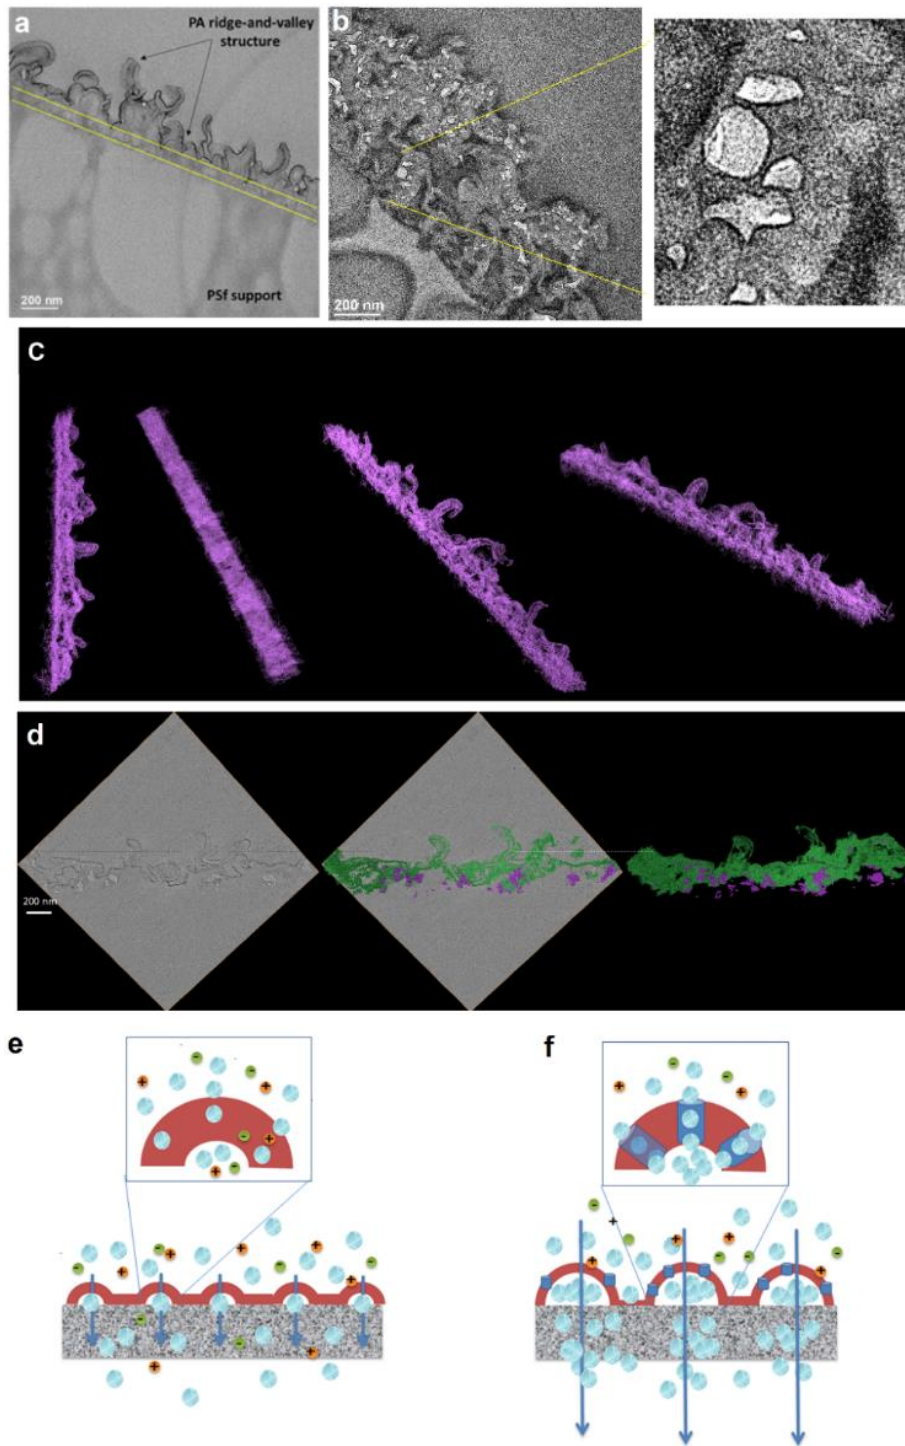 a
PA ridge-and-valley
structure
PSf support
200 nm
b
200 nm
c
d
200 nm
e
f